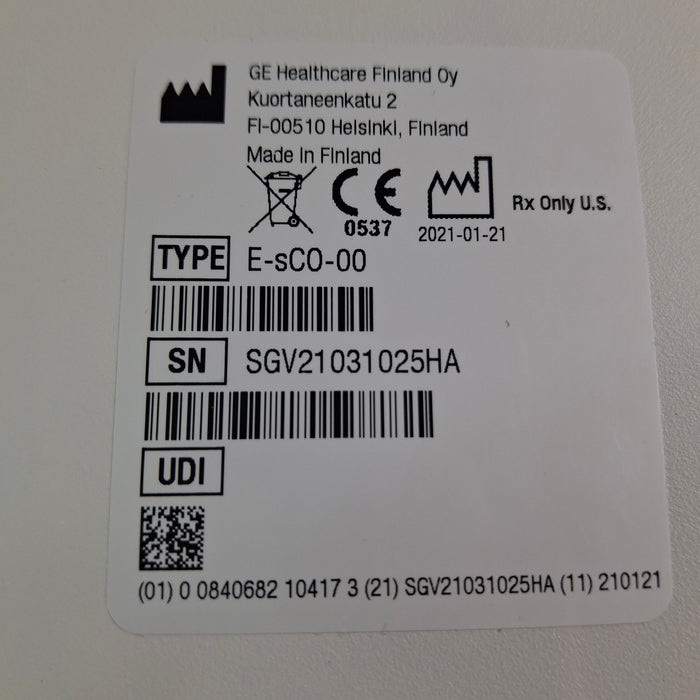 GE Healthcare Finland Oy
Kuortaneenkatu 2
FI-00510 Helsinki, Finland
Made in Finland
CE
0537
2021-01-21
Rx Only U.S.
TYPE E-sCO-00
SN SGV21031025HA
UDI
(01) 0 0840682 10417 3 (21) SGV21031025HA (11) 210121